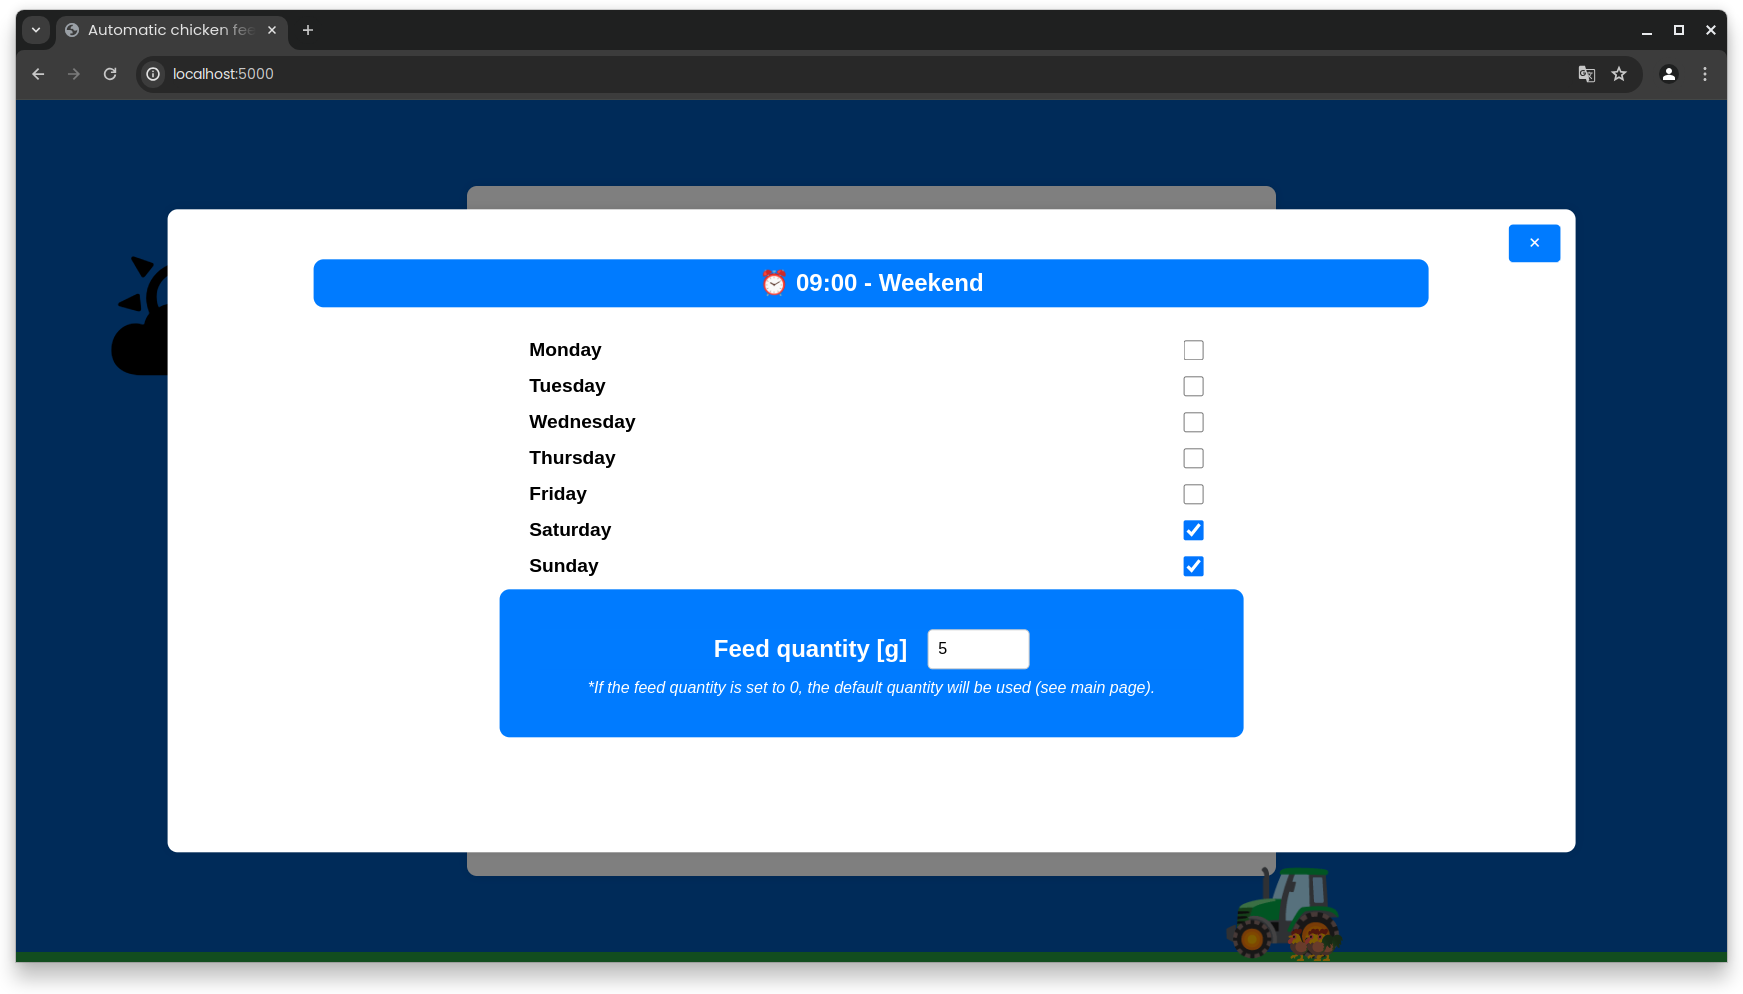 Automatic chicken fee
localhost:5000
⏰ 09:00 - Weekend
Monday
Tuesday
Wednesday
Thursday
Friday
Saturday
Sunday
Feed quantity [g] 5
*If the feed quantity is set to 0, the default quantity will be used (see main page).